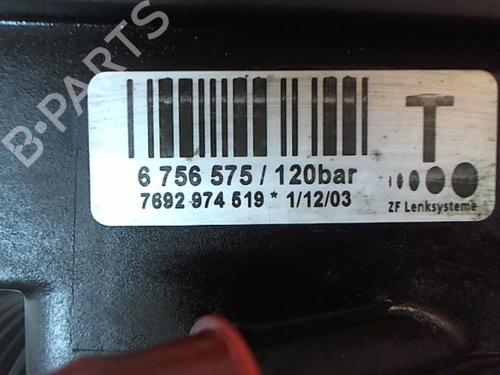 B-PARTS
T
6 756 575 / 120bar
7692 974 519 * 1/12/03
ZF Lenksysteme